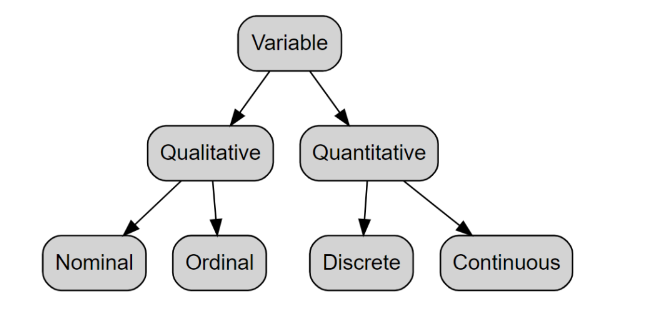 Variable
Qualitative
Quantitative
Nominal
Ordinal
Discrete
Continuous